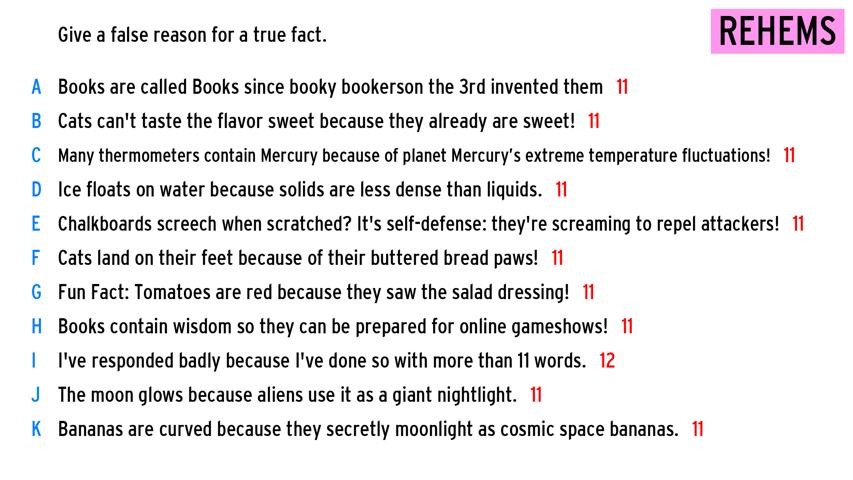 Give a false reason for a true fact.
REHEMS
A Books are called Books since booky bookerson the 3rd invented them 11
B Cats can't taste the flavor sweet because they already are sweet! 11
C Many thermometers contain Mercury because of planet Mercury's extreme temperature fluctuations! 11
D Ice floats on water because solids are less dense than liquids. 11
E Chalkboards screech when scratched? It's self-defense: they're screaming to repel attackers! 11
F Cats land on their feet because of their buttered bread paws! 11
G Fun Fact: Tomatoes are red because they saw the salad dressing! 11
H Books contain wisdom so they can be prepared for online gameshows! 11
I I've responded badly because I've done so with more than 11 words. 12
J The moon glows because aliens use it as a giant nightlight. 11
K Bananas are curved because they secretly moonlight as cosmic space bananas. 11